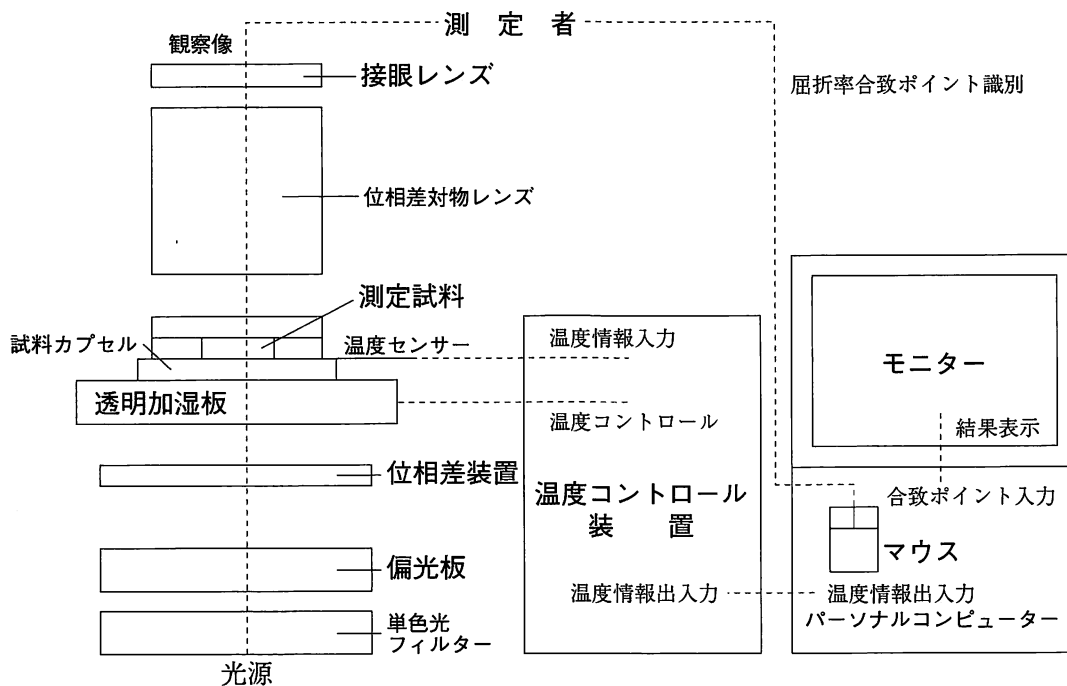 測定者
観察像
接眼レンズ
屈折率合致ポイント識別
位相差対物レンズ
測定試料
試料カプセル
温度センサー
温度情報入力
モニター
透明加湿板
温度コントロール
結果表示
位相差装置
温度コントロール
装置
合致ポイント入力
マウス
偏光板
温度情報出入力
温度情報出入力
パーソナルコンピューター
単色光
フィルター
光源